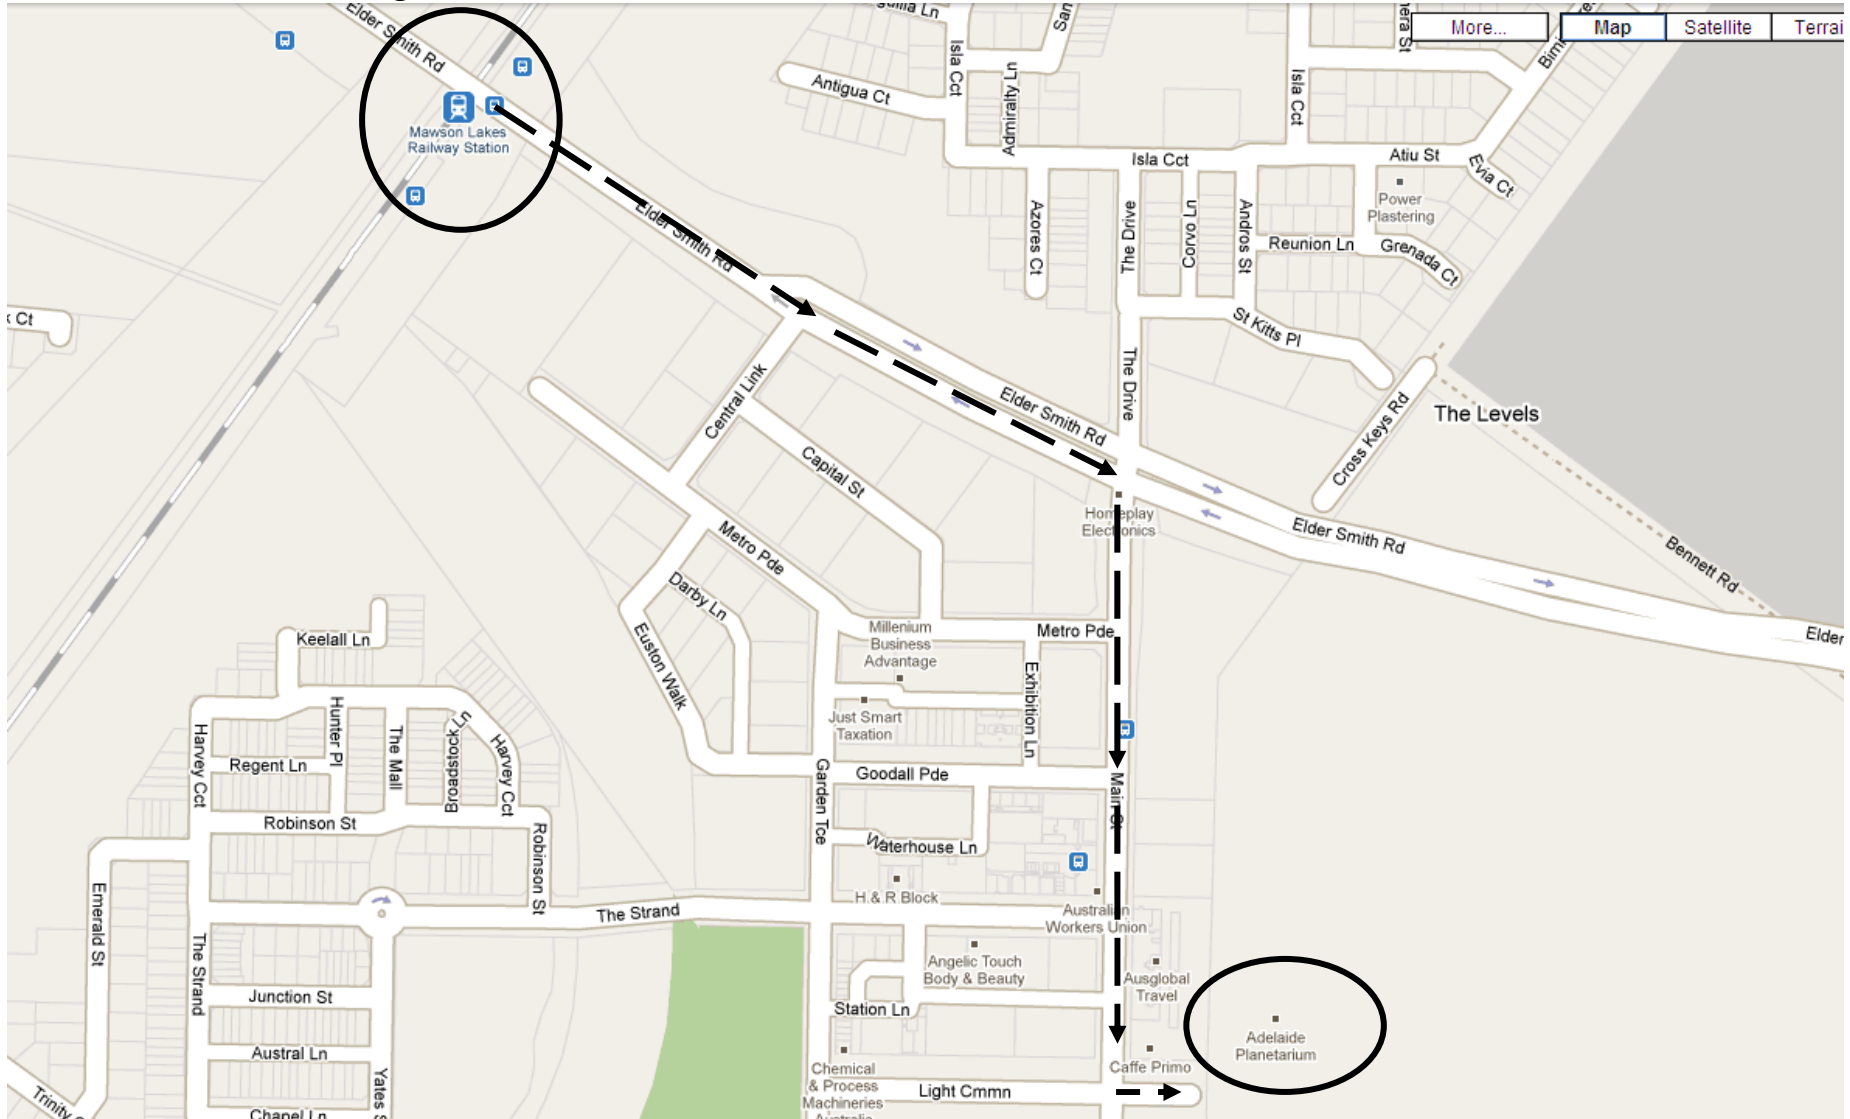 Elder Smith Rd
Mawson Lakes
Railway Station
Elder Smith Rd
Antigua Ct
Isla Cct
Admiralty Ln
Isla Cct
More...
Map
Satellite
Isla Cct
Atiu St
Evia Ct
Power
Plastering
Azores Ct
The Drive
Corvo Ln
Andros St
Reunion Ln
Grenada Ct
St Kitts Pl
The Drive
Central Link
Elder Smith Rd
Cross Keys Rd
The Levels
Capital St
Homeplay
Electronics
Elder Smith Rd
Bennett Rd
Elder
Metro Pde
Darby Ln
Euston Walk
Millenium
Business
Advantage
Metro Pde
Exhibition Ln
Just Smart
Taxation
Keelall Ln
Hunter Pl
The Mall
Broadstock Ln
Harvey Cct
Harvey Cct
Regent Ln
Robinson St
Robinson St
Garden Tce
Goodall Pde
Main St
Waterhouse Ln
H & R Block
Australian
Workers Union
The Strand
Emerald St
The Strand
Angelic Touch
Body & Beauty
Ausglobal
Travel
Junction St
Station Ln
Adelaide
Planetarium
Austral Ln
Chemical
& Process
Machineries
Caffe Primo
Light Cmmn
Yates S
Trinity
Chapel Ln
Ct